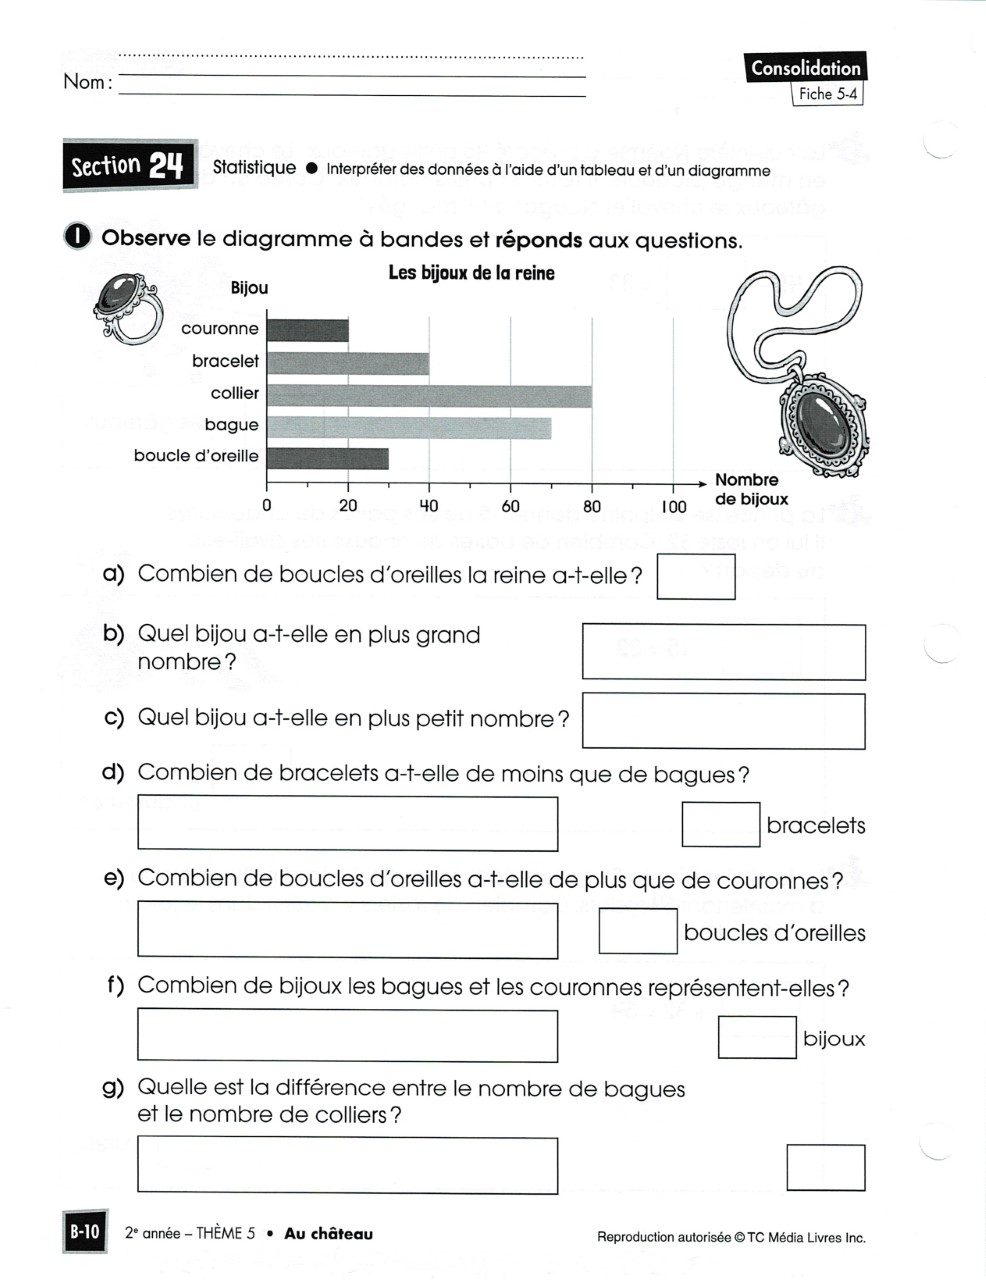 Nom :
Consolidation
Fiche 5-4
Section 24
Statistique ● Interpréter des données à l'aide d'un tableau et d'un diagramme
1 Observe le diagramme à bandes et réponds aux questions.
Les bijoux de la reine
Bijou
couronne
bracelet
collier
bague
boucle d'oreille
0 20 40 60 80 100
Nombre
de bijoux
a) Combien de boucles d'oreilles la reine a-t-elle ?
b) Quel bijou a-t-elle en plus grand
nombre ?
c) Quel bijou a-t-elle en plus petit nombre ?
d) Combien de bracelets a-t-elle de moins que de bagues ?
bracelets
e) Combien de boucles d'oreilles a-t-elle de plus que de couronnes ?
boucles d'oreilles
f) Combien de bijoux les bagues et les couronnes représentent-elles ?
bijoux
g) Quelle est la différence entre le nombre de bagues
et le nombre de colliers ?
B-10 2e année – THÈME 5 • Au château
Reproduction autorisée © TC Média Livres Inc.